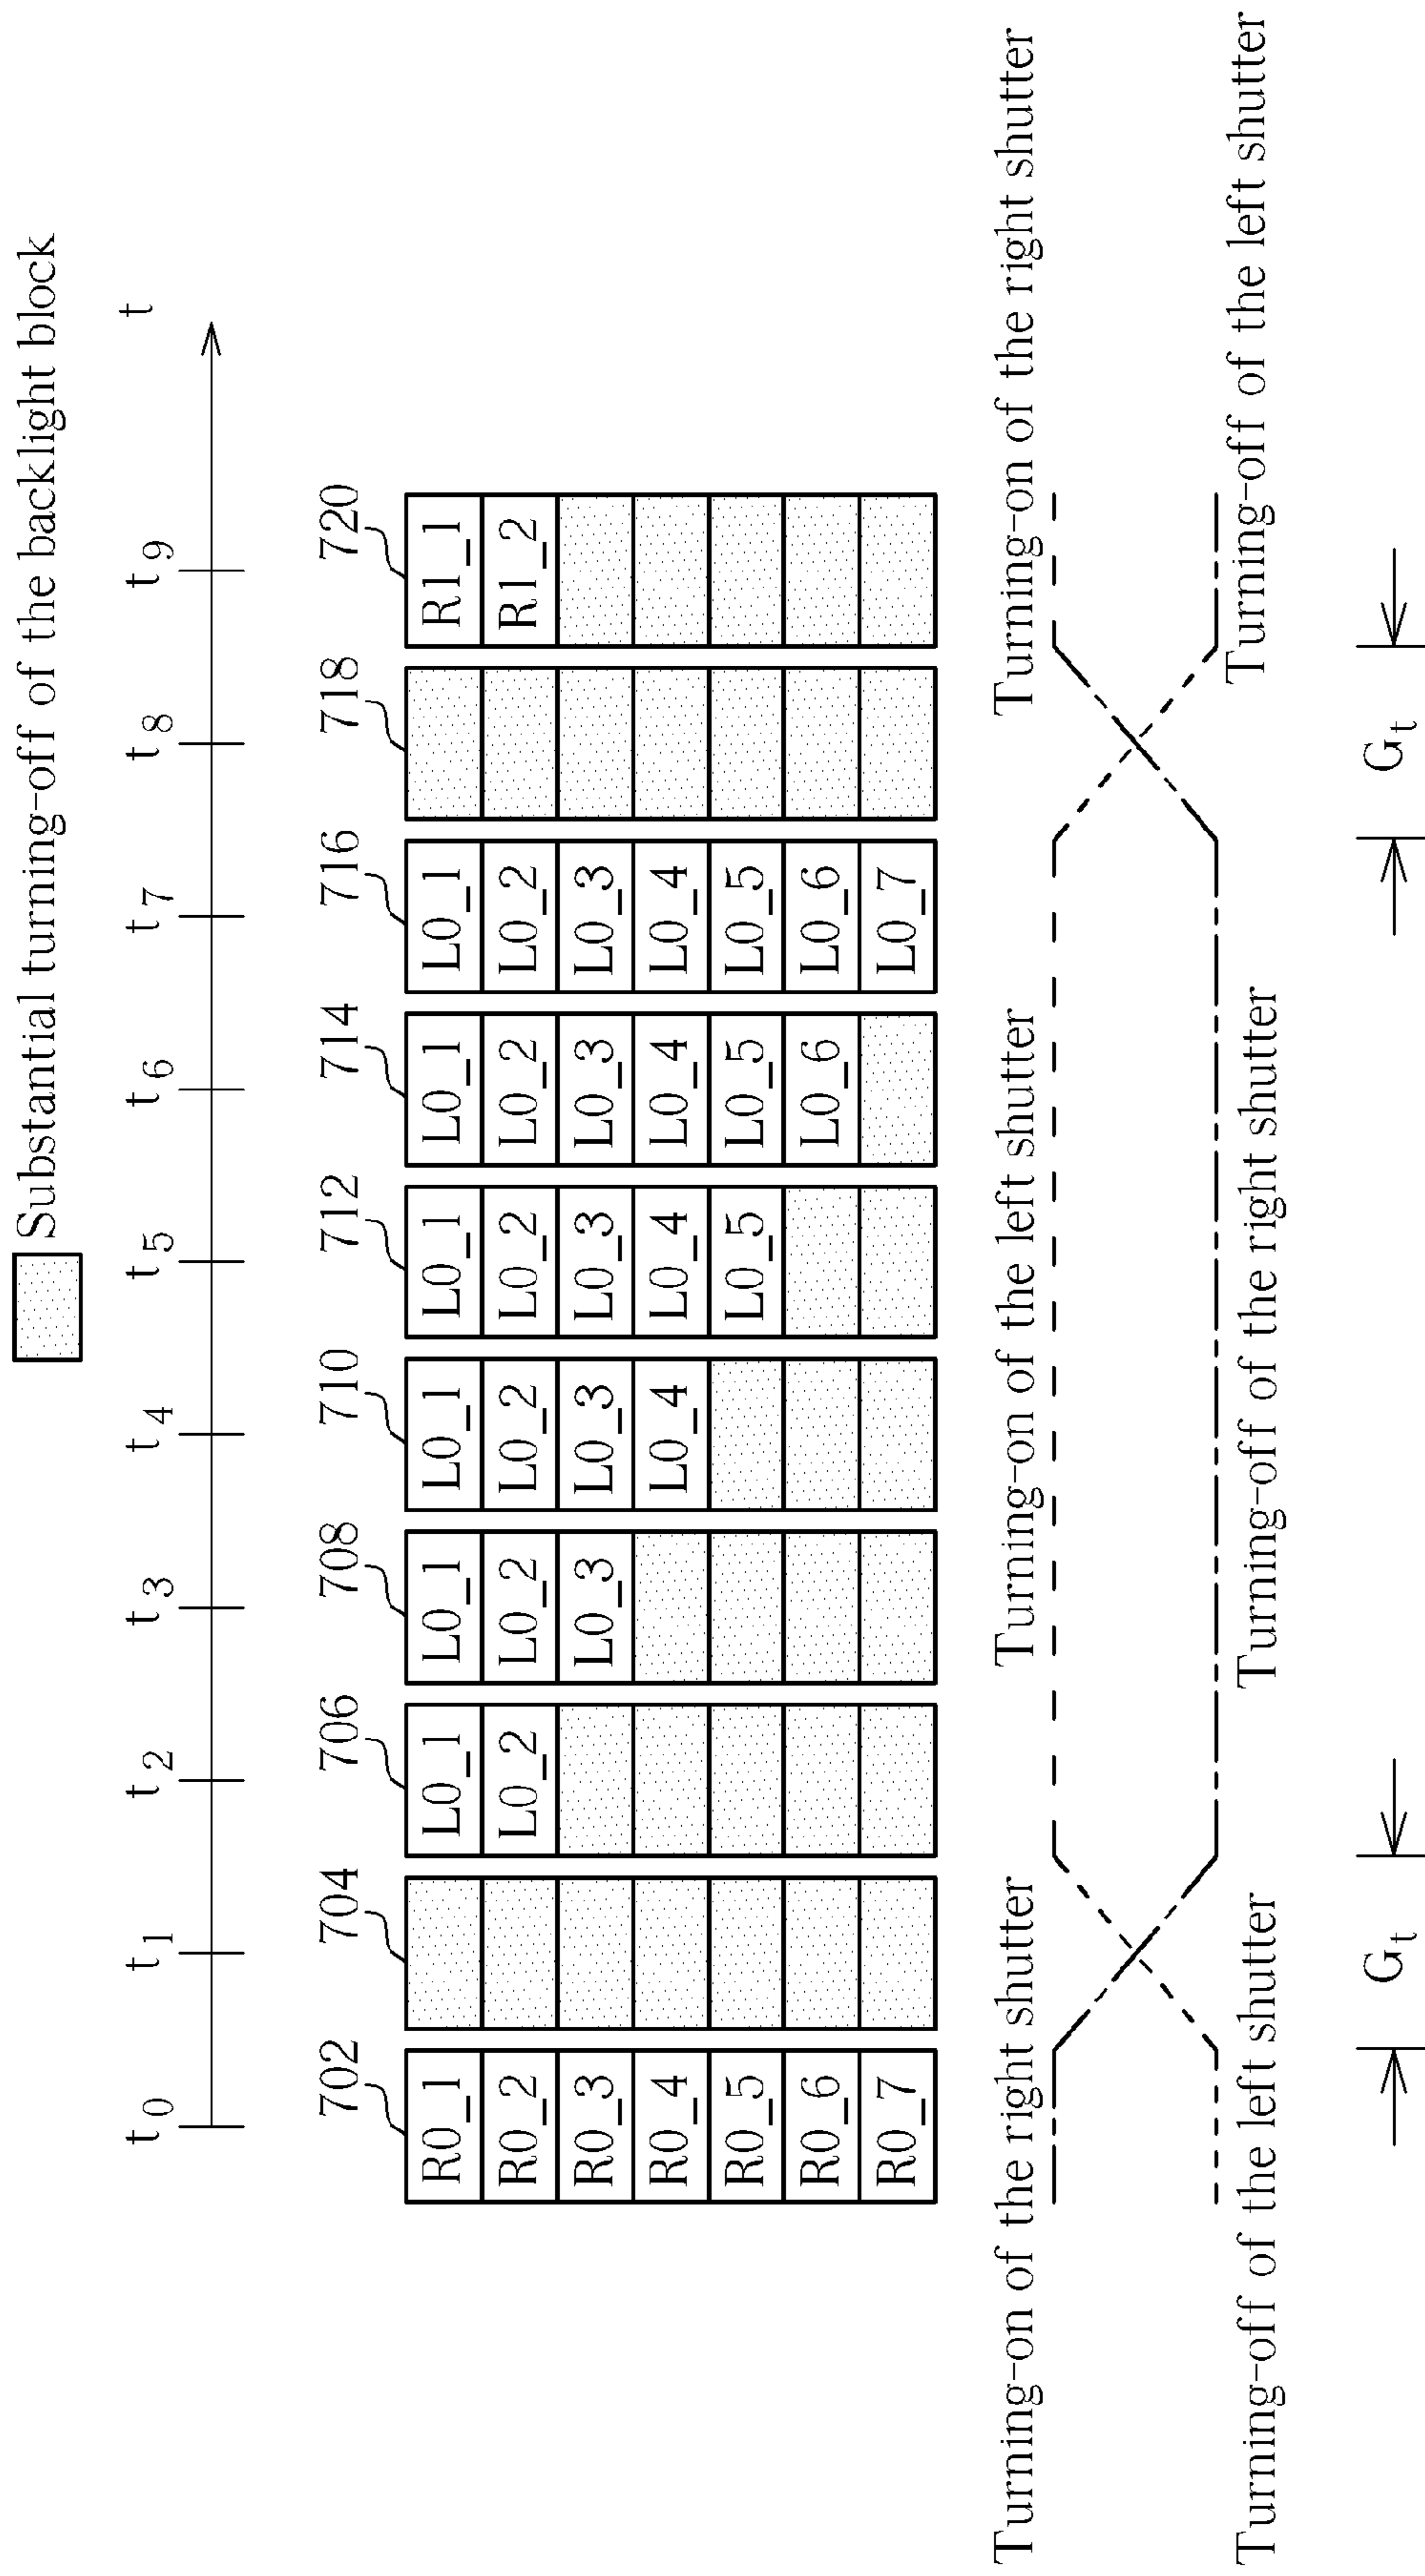 Substantial turning-off of the backlight block
t0 t1 t2 t3 t4 t5 t6 t7 t8 t9 t
702 704 706 708 710 712 714 716 718 720
R0_1 L0_1 L0_1 L0_1 L0_1 L0_1 L0_1 R1_1
R0_2 L0_2 L0_2 L0_2 L0_2 L0_2 L0_2 R1_2
R0_3 L0_3 L0_3 L0_3 L0_3 L0_3
R0_4 L0_4 L0_4 L0_4 L0_4
R0_5 L0_5 L0_5 L0_5
R0_6 L0_6 L0_6
R0_7 L0_7
Turning-on of the right shutter Turning-on of the left shutter Turning-on of the right shutter
Turning-off of the left shutter Turning-off of the right shutter Turning-off of the left shutter
Gt Gt